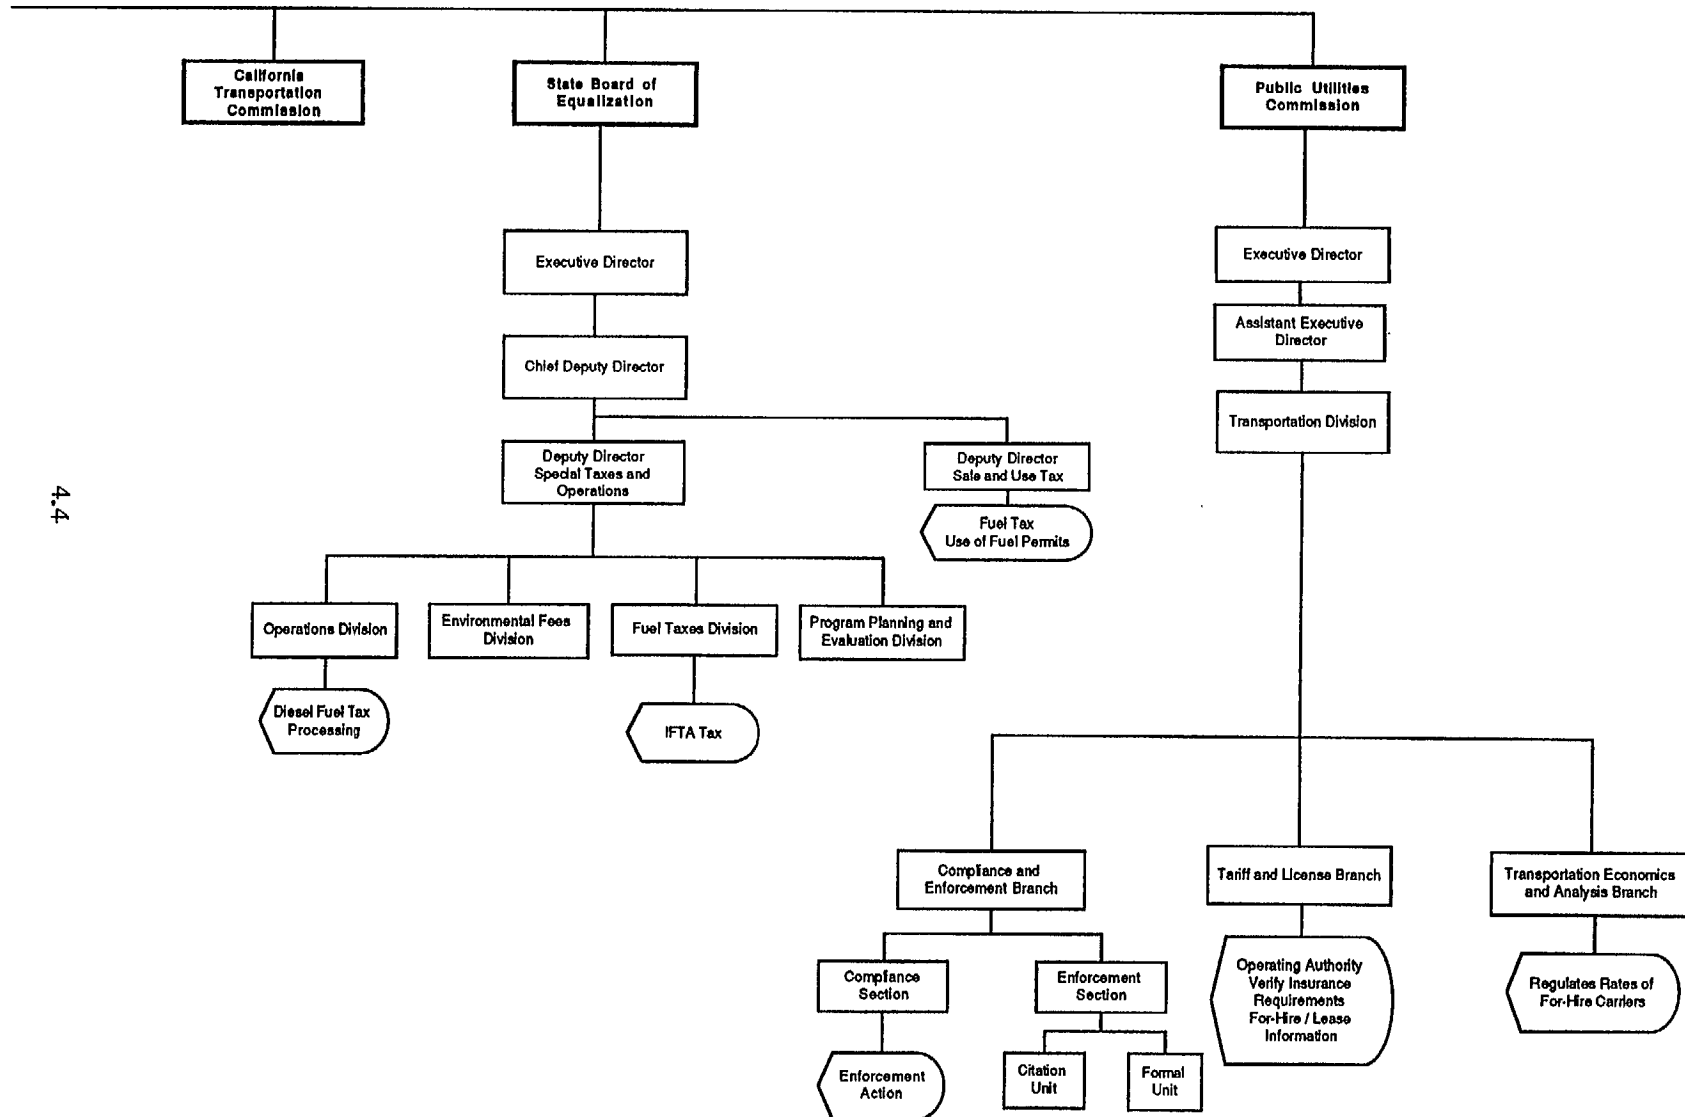 California
Transportation
Commission
State Board of
Equalization
Public Utilities
Commission
Executive Director
Chief Deputy Director
Deputy Director
Special Taxes and
Operations
Deputy Director
Sale and Use Tax
Fuel Tax
Use of Fuel Permits
Operations Division
Environmental Fees
Division
Fuel Taxes Division
Program Planning and
Evaluation Division
Diesel Fuel Tax
Processing
IFTA Tax
Executive Director
Assistant Executive
Director
Transportation Division
Compliance and
Enforcement Branch
Tariff and License Branch
Transportation Economics
and Analysis Branch
Compliance
Section
Enforcement
Section
Operating Authority
Verify Insurance
Requirements
For-Hire / Lease
Information
Regulates Rates of
For-Hire Carriers
Enforcement
Action
Citation
Unit
Formal
Unit
4.4